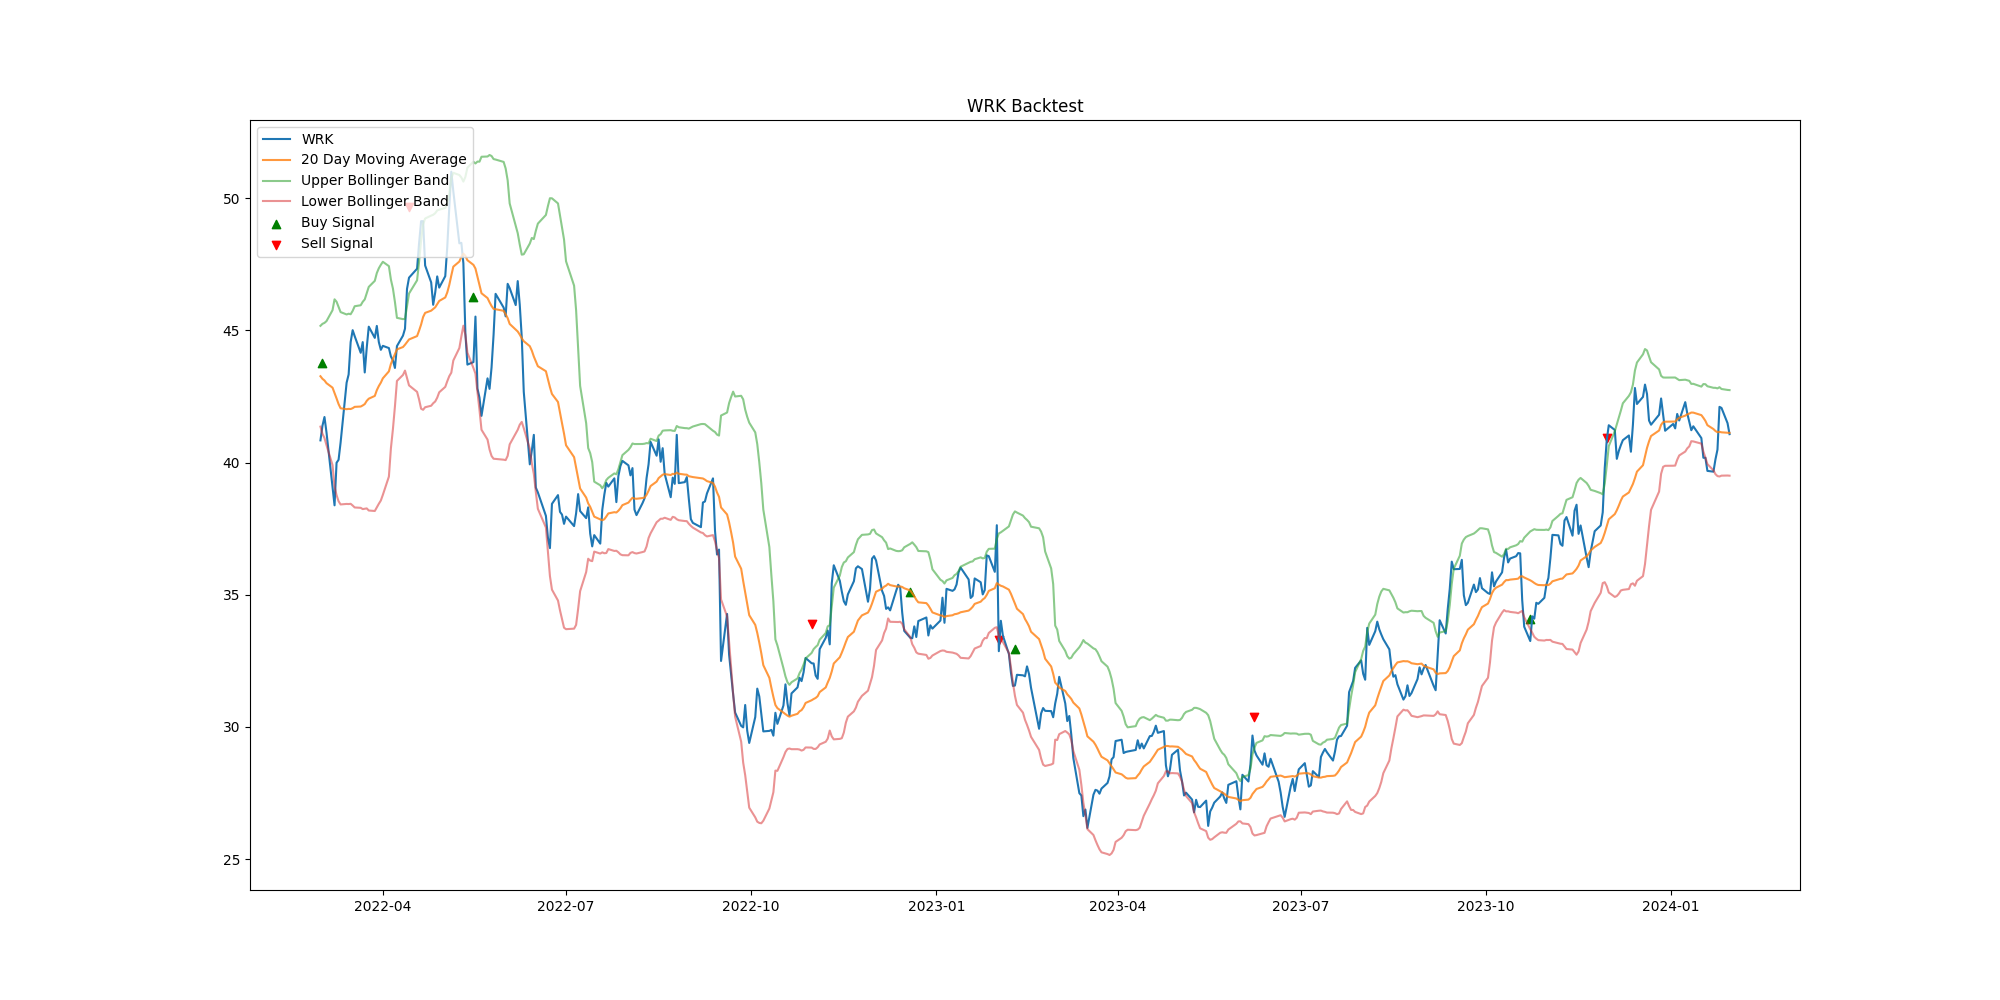 WRK Backtest
WRK
20 Day Moving Average
Upper Bollinger Band
Lower Bollinger Band
Buy Signal
Sell Signal
50
45
40
35
30
25
2022-04 2022-07 2022-10 2023-01 2023-04 2023-07 2023-10 2024-01